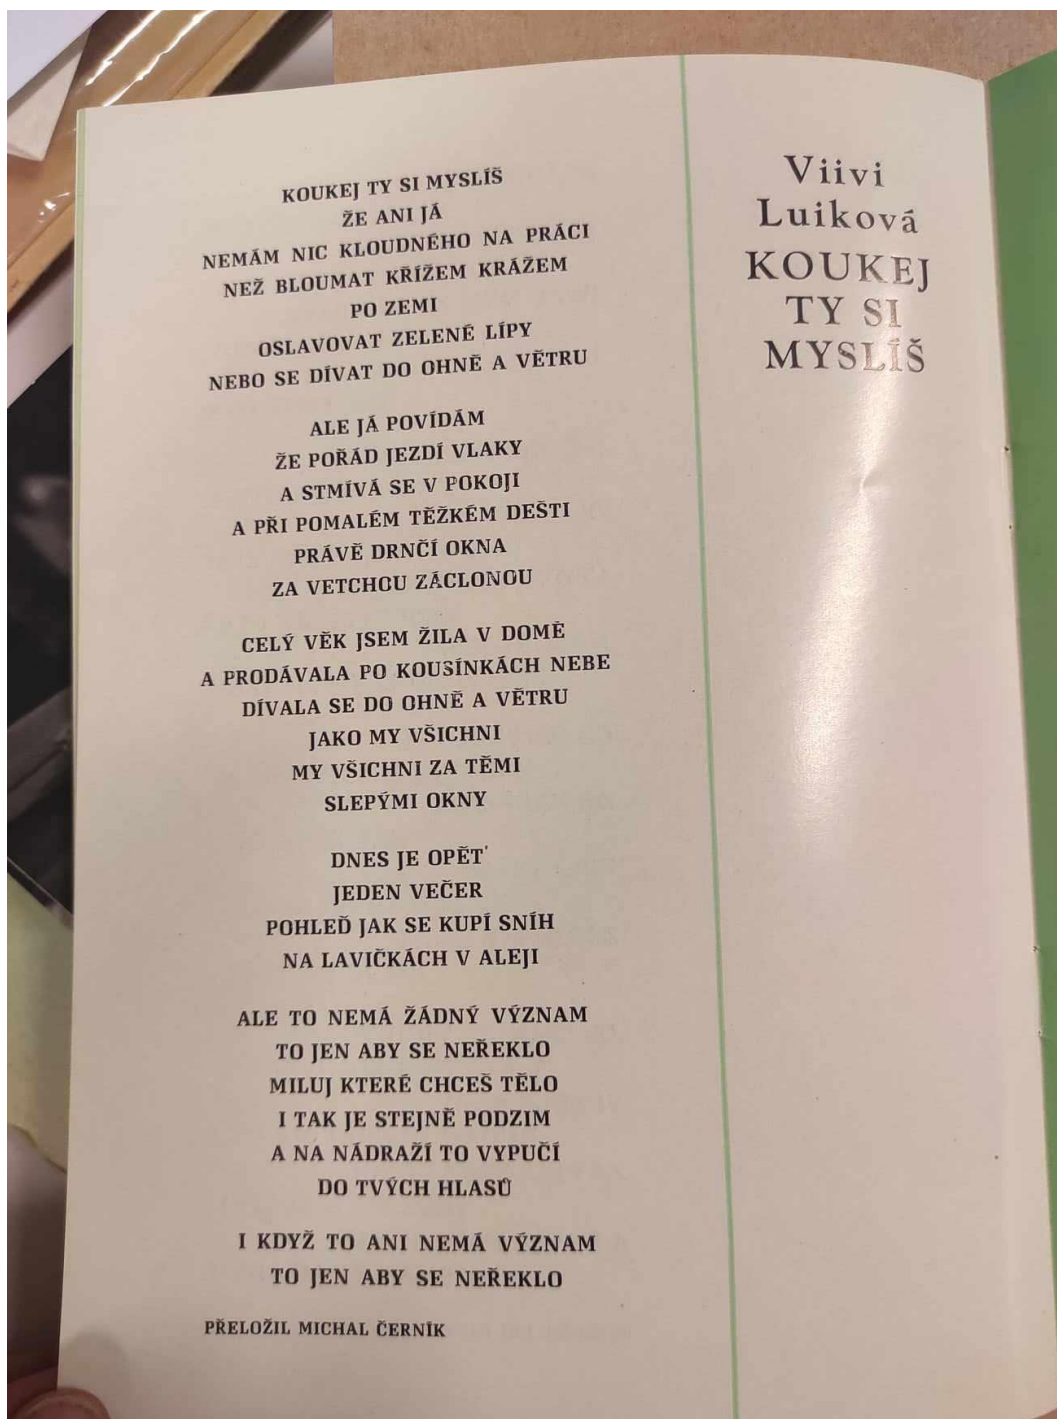 KOUKEJ TY SI MYSLÍŠ
ŽE ANI JÁ
NEMÁM NIC KLOUDNÉHO NA PRÁCI
NEŽ BLOUMAT KŘÍŽEM KRÁŽEM
PO ZEMI
OSLAVOVAT ZELENÉ LÍPY
NEBO SE DÍVAT DO OHNĚ A VĚTRU
ALE JÁ POVÍDÁM
ŽE POŘÁD JEZDÍ VLAKY
A STMÍVÁ SE V POKOJI
A PŘI POMALÉM TĚŽKÉM DEŠTI
PRÁVĚ DRNČÍ OKNA
ZA VETCHOU ZÁCLONOU
CELÝ VĚK JSEM ŽILA V DOMĚ
A PRODÁVALA PO KOUSÍNKÁCH NEBE
DÍVALA SE DO OHNĚ A VĚTRU
JAKO MY VŠICHNI
MY VŠICHNI ZA TĚMI
SLEPÝMI OKNY
DNES JE OPĚŤ
JEDEN VEČER
POHLEĎ JAK SE KUPÍ SNÍH
NA LAVIČKÁCH V ALEJI
ALE TO NEMÁ ŽÁDNÝ VÝZNAM
TO JEN ABY SE NEŘEKLO
MILUJ KTERÉ CHCEŠ TĚLO
I TAK JE STEJNĚ PODZIM
A NA NÁDRAŽÍ TO VYPUČÍ
DO TVÝCH HLASŮ
I KDYŽ TO ANI NEMÁ VÝZNAM
TO JEN ABY SE NEŘEKLO
PŘELOŽIL MICHAL ČERNÍK
Viivi
Luiková
KOUKEJ
TY SI
MYSLÍŠ